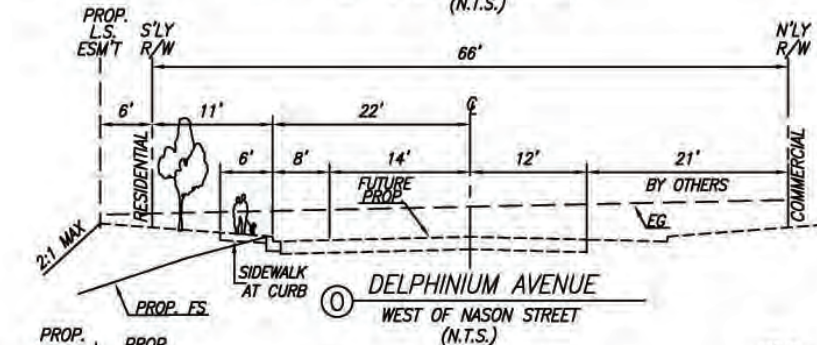 (N.T.S.)
PROP.
L.S.
ESM'T
S'LY
R/W
N'LY
R/W
66'
6'
11'
22'
℄
6'
8'
14'
12'
21'
RESIDENTIAL
FUTURE
PROP
BY OTHERS
COMMERCIAL
EG
2:1 MAX
SIDEWALK
AT CURB
PROP. FS
O
DELPHINIUM AVENUE
WEST OF NASON STREET
(N.T.S.)
PROP.
PROP